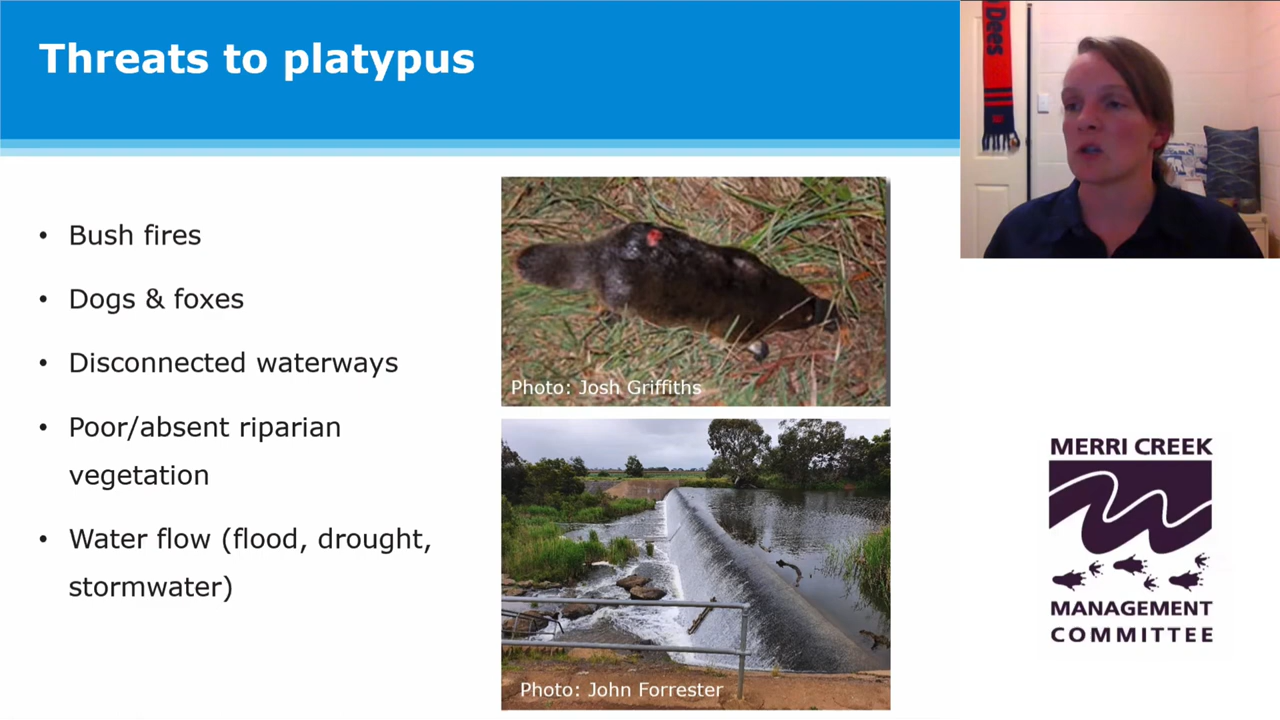 Threats to platypus
Dees
• Bush fires
• Dogs & foxes
• Disconnected waterways
• Poor/absent riparian
vegetation
• Water flow (flood, drought,
stormwater)
Photo: Josh Griffiths
Photo: John Forrester
MERRI CREEK
MANAGEMENT
COMMITTEE